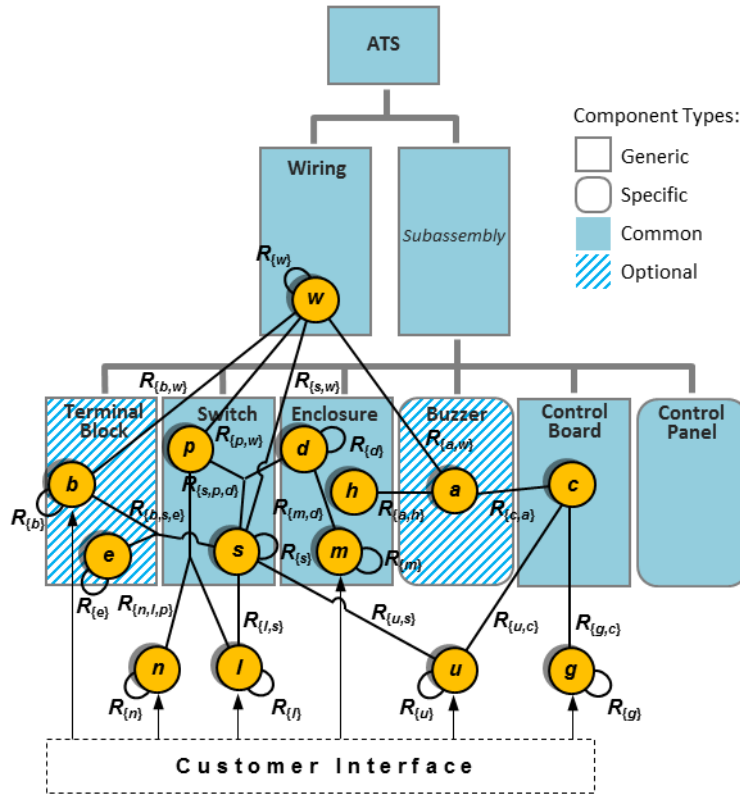 ATS
Component Types:
Generic
Specific
Common
Optional
Wiring
Subassembly
R{w}
w
R{b,w}
R{s,w}
Terminal
Block
Switch
Enclosure
Buzzer
Control
Board
Control
Panel
p
R{p,w}
d
R{d}
R{a,w}
b
R{s,p,d}
h
a
c
R{b}
R{b,s,e}
R{m,d}
R{a,h}
R{c,a}
e
s
R{s}
m
R{m}
R{e}
R{n,l,p}
R{l,s}
R{u,s}
R{u,c}
R{g,c}
n
l
u
g
R{n}
R{l}
R{u}
R{g}
Customer Interface